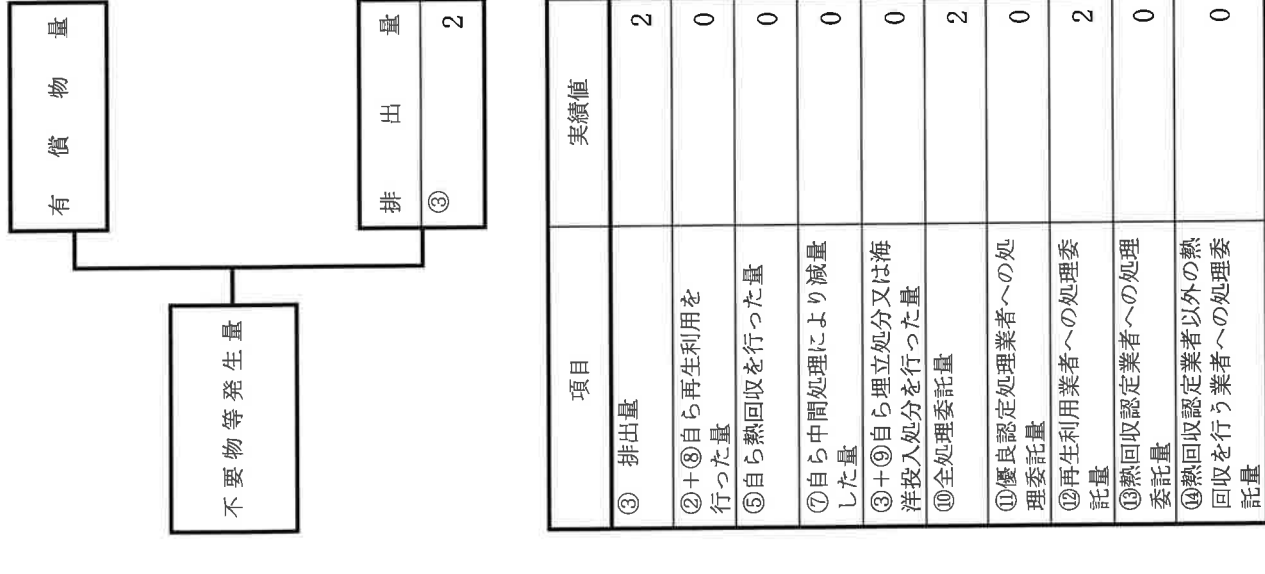 不要物等発生量
有償物量
排出量
③ 2
項目 実績値
③ 排出量 2
②+⑧自ら再生利用を
行った量 0
⑤自ら熱回収を行った量 0
⑦自ら中間処理により減量
した量 0
③+⑨自ら埋立処分又は海
洋投入処分を行った量 0
⑩全処理委託量 2
⑪優良認定処理業者への処
理委託量 0
⑫再生利用業者への処理委
託量 2
⑬熱回収認定業者への処理
委託量 0
⑭熱回収認定業者以外の熱
回収を行う業者への処理委
託量 0